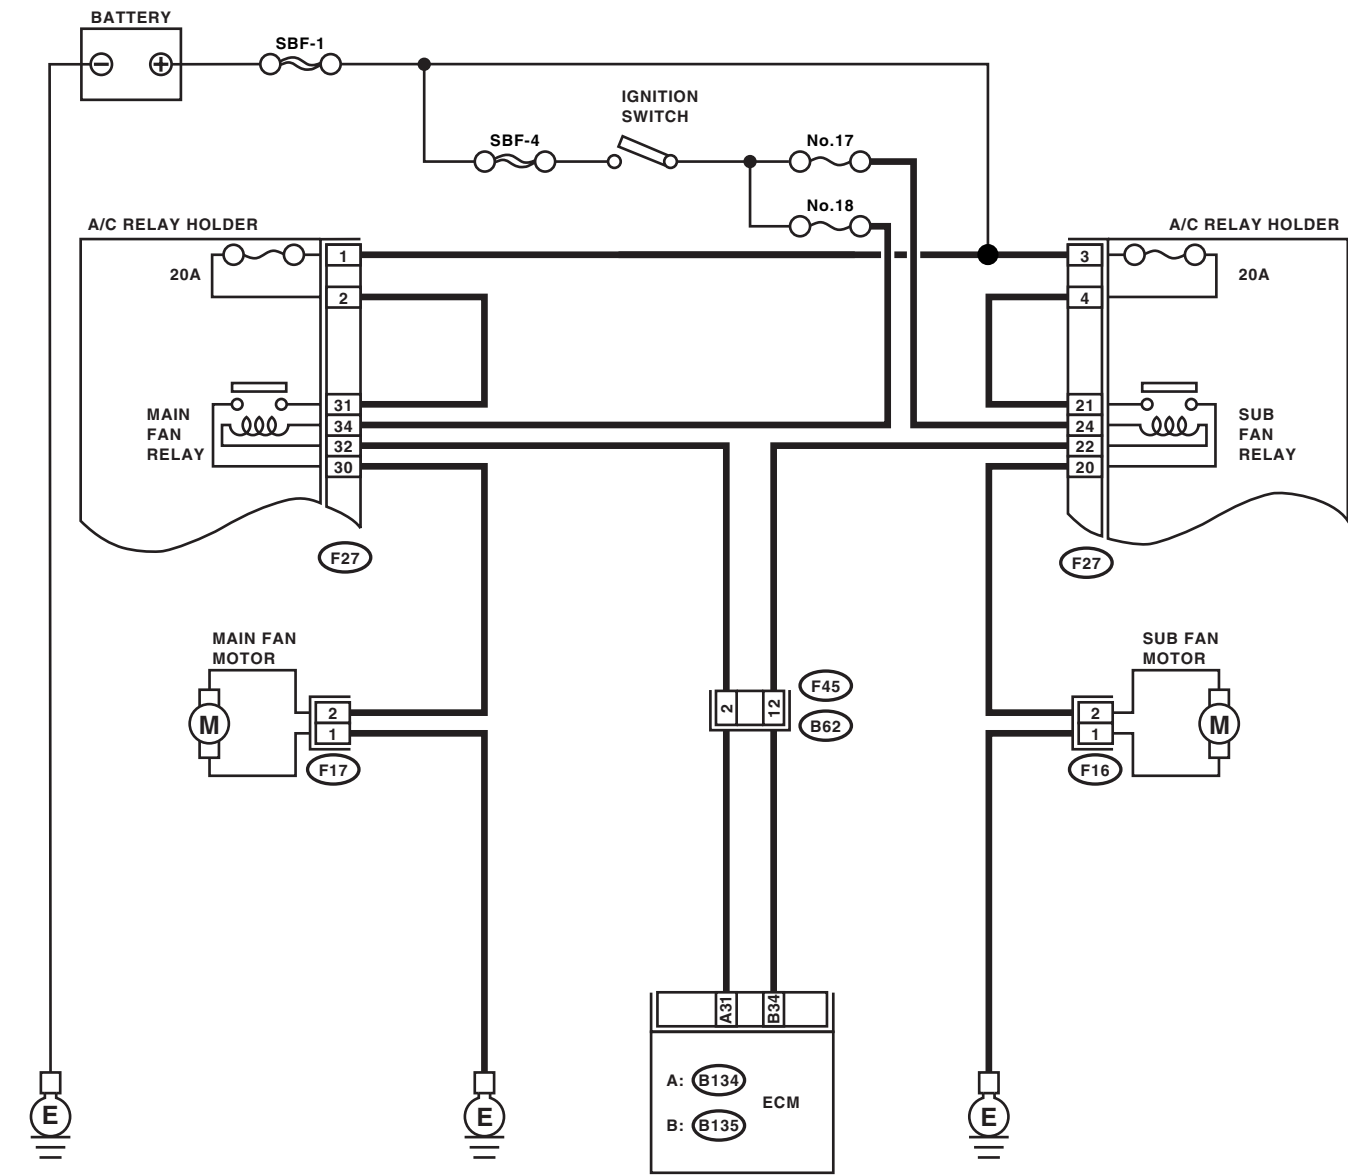 BATTERY
SBF-1
IGNITION
SWITCH
SBF-4
No.17
No.18
A/C RELAY HOLDER
A/C RELAY HOLDER
20A
1
2
3
4
20A
MAIN
FAN
RELAY
31
34
32
30
21
24
22
20
SUB
FAN
RELAY
F27
F27
MAIN FAN
MOTOR
M
2
1
F17
2
12
F45
B62
SUB FAN
MOTOR
2
1
M
F16
A31
B34
A: B134
ECM
B: B135
E
E
E